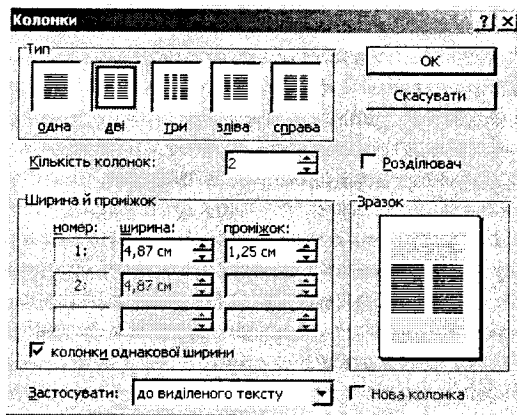 Колонки
Тип
одна две три зліва справа
ОК
Скасувати
Кількість колонок: 2
Розділювач
Ширина й проміжок
номер: ширина: проміжок:
1: 4,87 см 1,25 см
2: 4,87 см
колонки однакової ширини
Зразок
Застосувати: до виділеного тексту
Нова колонка